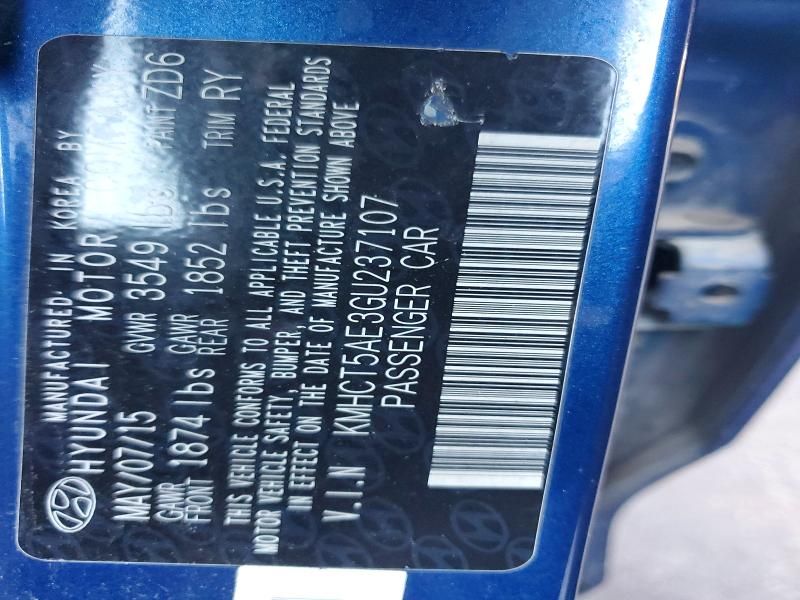 MANUFACTURED IN KOREA BY
HYUNDAI MOTOR
MAY/07/15 GVWR 3549 lbs PAINT ZD6
GAWR FRONT 1874 lbs GAWR REAR 1852 lbs TRIM RY
THIS VEHICLE CONFORMS TO ALL APPLICABLE U.S.A. FEDERAL
MOTOR VEHICLE SAFETY, BUMPER, AND THEFT PREVENTION STANDARDS
IN EFFECT ON THE DATE OF MANUFACTURE SHOWN ABOVE
V.I.N KMHCT5AE3GU237107
PASSENGER CAR